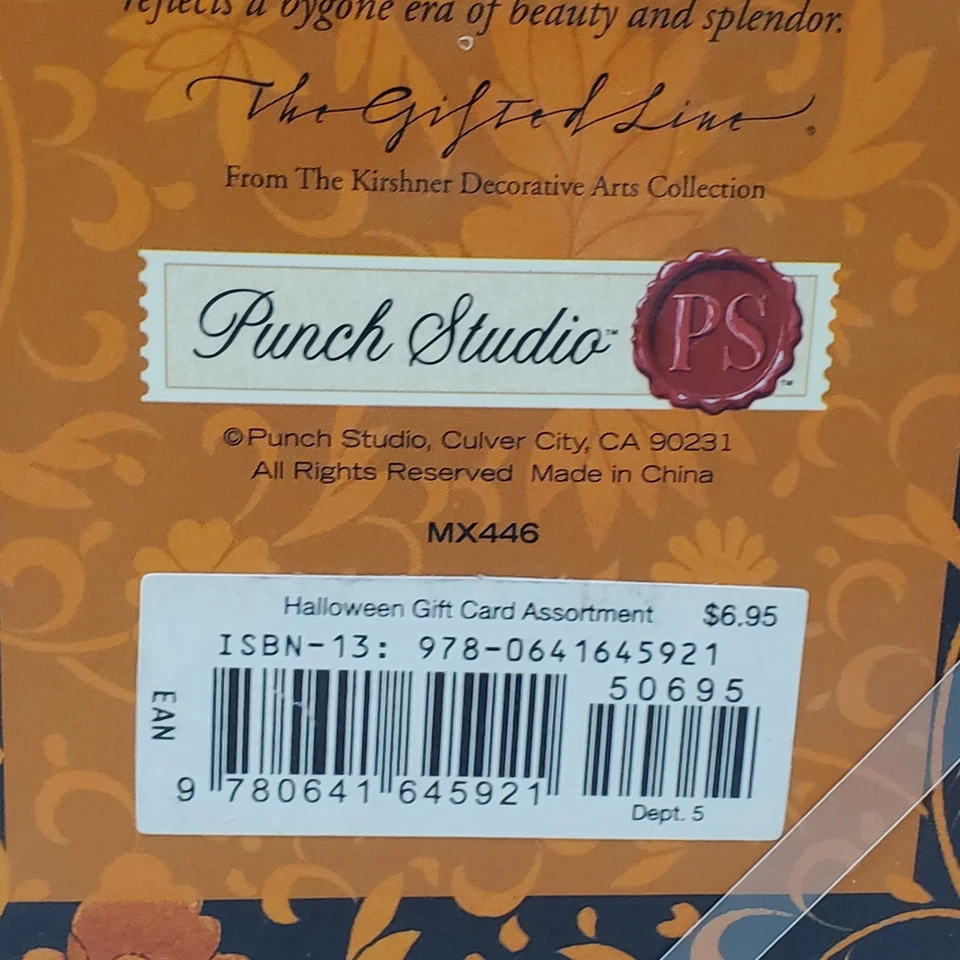 reflects a bygone era of beauty and splendor.
The Gifted Line®
From The Kirshner Decorative Arts Collection
Punch Studio™ PS™
©Punch Studio, Culver City, CA 90231
All Rights Reserved Made in China
MX446
Halloween Gift Card Assortment $6.95
ISBN-13: 978-0641645921
50695
EAN
9 780641 645921
Dept. 5